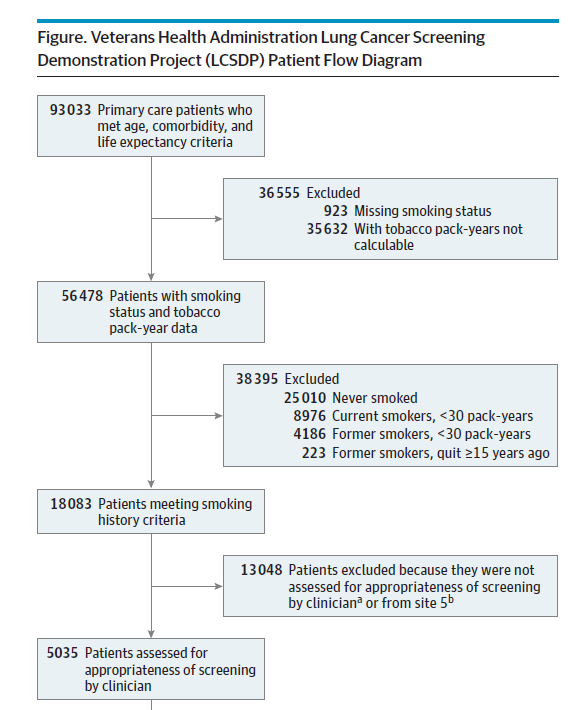 Figure. Veterans Health Administration Lung Cancer Screening
Demonstration Project (LCSDP) Patient Flow Diagram
93033 Primary care patients who
met age, comorbidity, and
life expectancy criteria
36555 Excluded
923 Missing smoking status
35632 With tobacco pack-years not
calculable
56478 Patients with smoking
status and tobacco
pack-year data
38395 Excluded
25010 Never smoked
8976 Current smokers, <30 pack-years
4186 Former smokers, <30 pack-years
223 Former smokers, quit ≥15 years ago
18083 Patients meeting smoking
history criteria
13048 Patients excluded because they were not
assessed for appropriateness of screening
by clinicianᵃ or from site 5ᵇ
5035 Patients assessed for
appropriateness of screening
by clinician